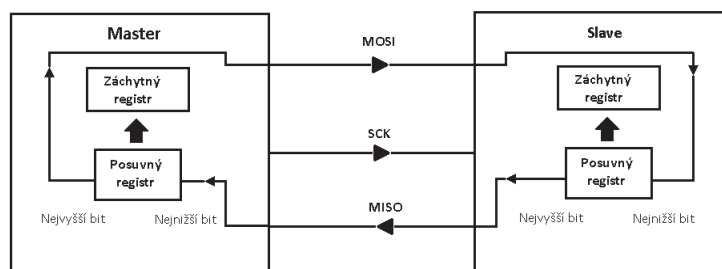 Master
MOSI
Slave
Záchytný
registr
Záchytný
registr
SCK
Posuvný
registr
Posuvný
registr
MISO
Nejvyšší bit
Nejnižší bit
Nejvyšší bit
Nejnižší bit